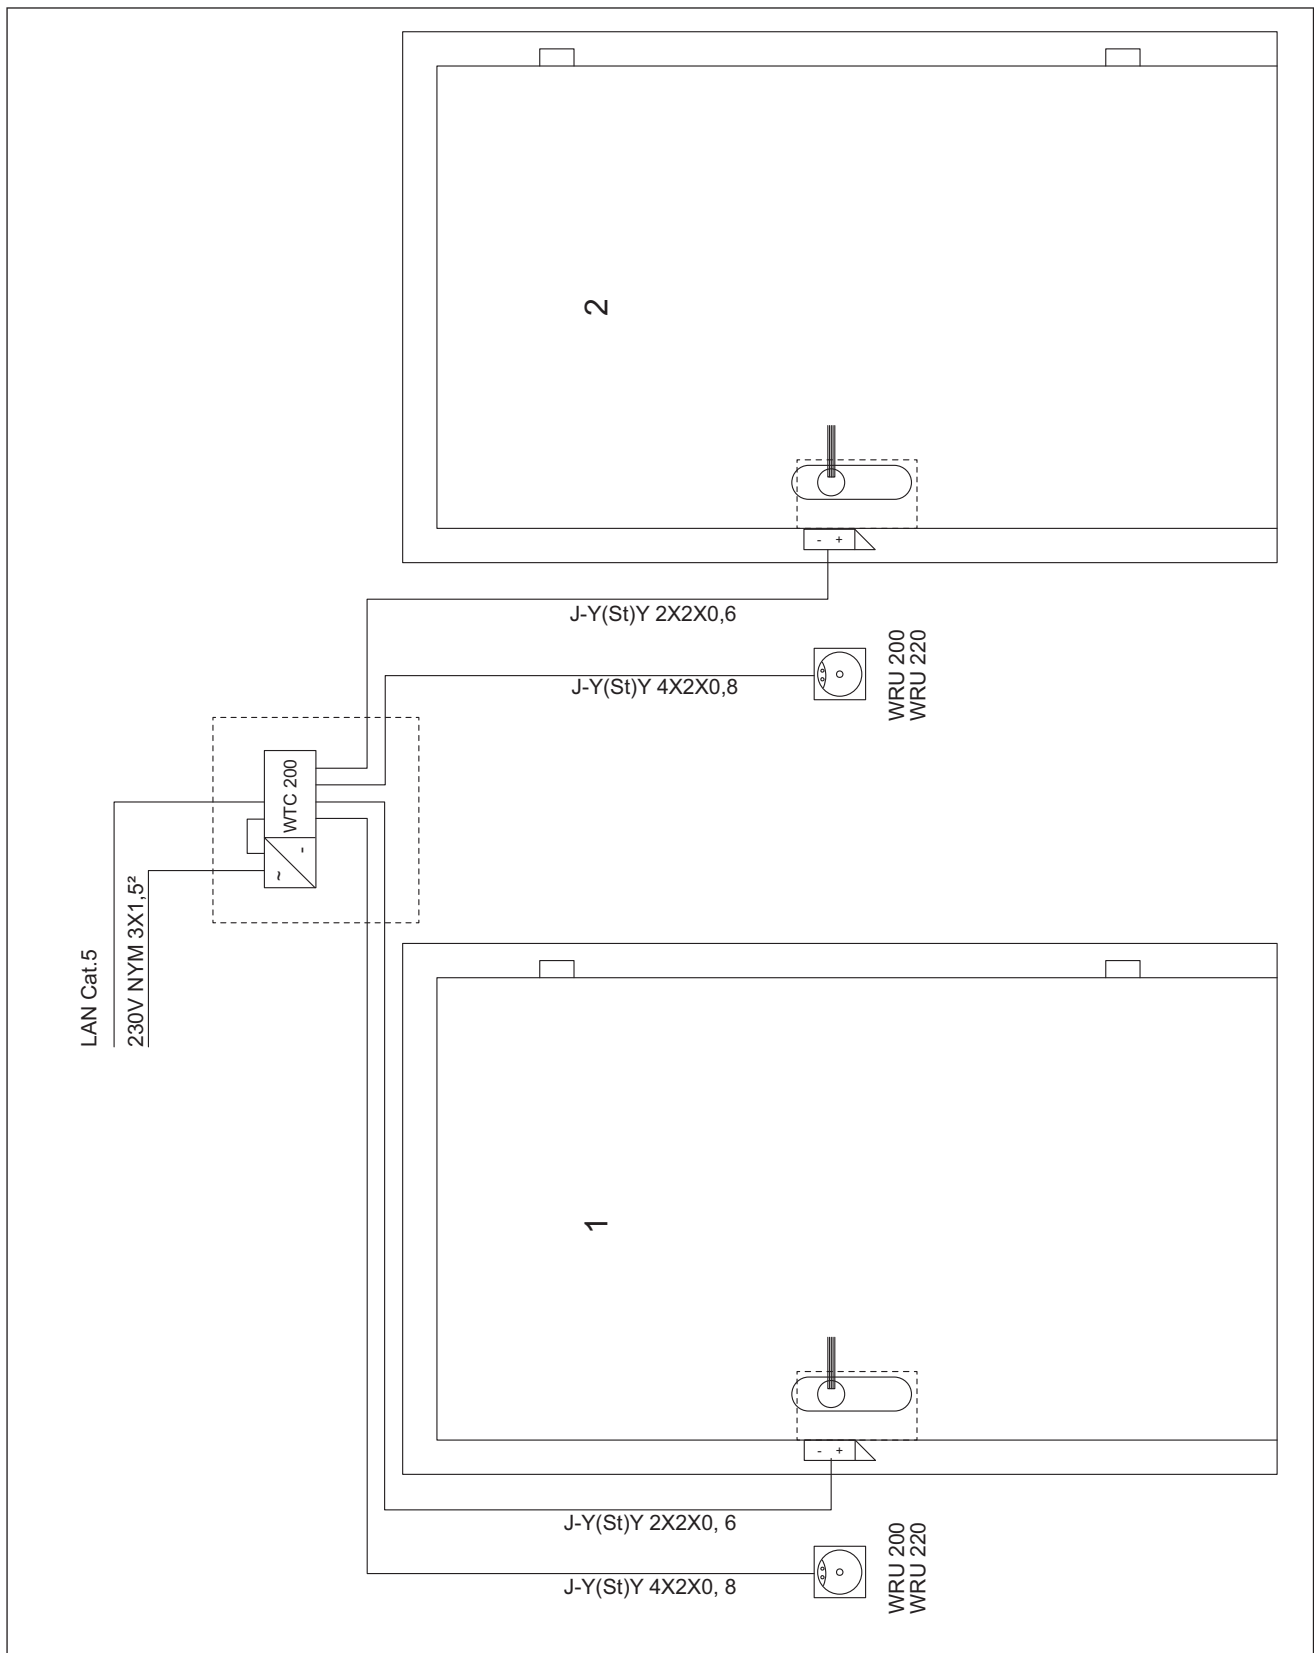 2
- +
J-Y(St)Y 2X2X0,6
J-Y(St)Y 4X2X0,8
WRU 200
WRU 220
WTC 200
~
-
LAN Cat.5
230V NYM 3X1,5²
1
- +
J-Y(St)Y 2X2X0, 6
J-Y(St)Y 4X2X0, 8
WRU 200
WRU 220